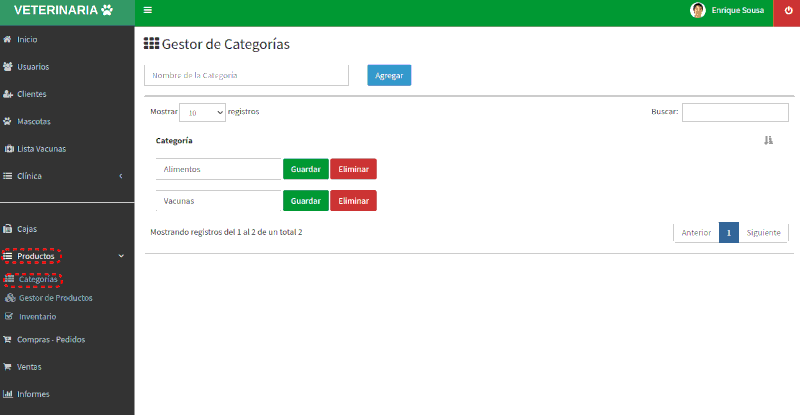 VETERINARIA
Enrique Sousa
Inicio
Usuarios
Clientes
Mascotas
Lista Vacunas
Clínica
Cajas
Productos
Categorías
Gestor de Productos
Inventario
Compras - Pedidos
Ventas
Informes
Gestor de Categorías
Nombre de la Categoría
Agregar
Mostrar 10 registros
Buscar:
Categoría
Alimentos Guardar Eliminar
Vacunas Guardar Eliminar
Mostrando registros del 1 al 2 de un total 2
Anterior 1 Siguiente